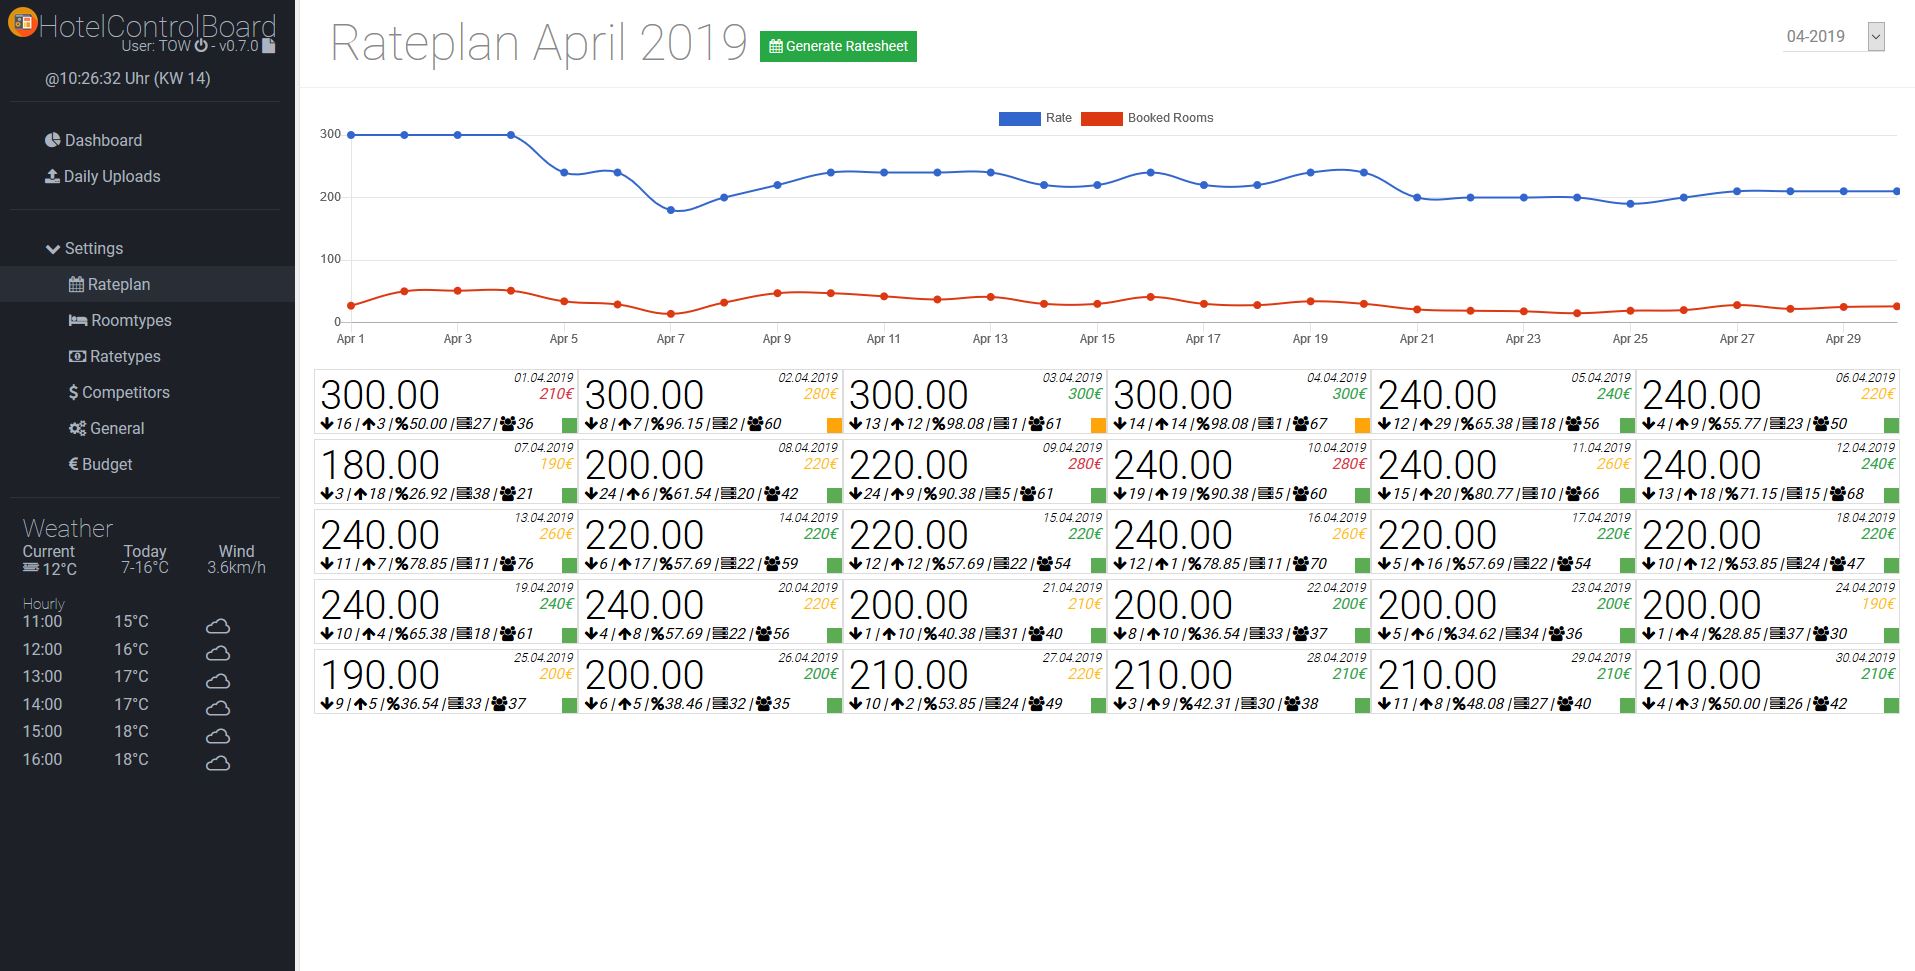 HotelControlBoard
User: TOW - v0.7.0
@10:26:32 Uhr (KW 14)
Dashboard
Daily Uploads
Settings
Rateplan
Roomtypes
Ratetypes
Competitors
General
Budget
Weather
Current Today Wind
12°C 7-16°C 3.6km/h
Hourly
11:00 15°C
12:00 16°C
13:00 17°C
14:00 17°C
15:00 18°C
16:00 18°C
Rateplan April 2019 Generate Ratesheet 04-2019
Rate Booked Rooms
300
200
100
0
Apr 1 Apr 3 Apr 5 Apr 7 Apr 9 Apr 11 Apr 13 Apr 15 Apr 17 Apr 19 Apr 21 Apr 23 Apr 25 Apr 27 Apr 29
300.00 01.04.2019 210€
16 | 3 | %50.00 | 27 | 36
300.00 02.04.2019 280€
8 | 7 | %96.15 | 2 | 60
300.00 03.04.2019 300€
13 | 12 | %98.08 | 1 | 61
300.00 04.04.2019 300€
14 | 14 | %98.08 | 1 | 67
240.00 05.04.2019 240€
12 | 29 | %65.38 | 18 | 56
240.00 06.04.2019 220€
4 | 9 | %55.77 | 23 | 50
180.00 07.04.2019 190€
3 | 18 | %26.92 | 38 | 21
200.00 08.04.2019 220€
24 | 6 | %61.54 | 20 | 42
220.00 09.04.2019 280€
24 | 9 | %90.38 | 5 | 61
240.00 10.04.2019 280€
19 | 19 | %90.38 | 5 | 60
240.00 11.04.2019 260€
15 | 20 | %80.77 | 10 | 66
240.00 12.04.2019 240€
13 | 18 | %71.15 | 15 | 68
240.00 13.04.2019 260€
11 | 7 | %78.85 | 11 | 76
220.00 14.04.2019 220€
6 | 17 | %57.69 | 22 | 59
220.00 15.04.2019 220€
12 | 12 | %57.69 | 22 | 54
240.00 16.04.2019 260€
12 | 1 | %78.85 | 11 | 70
220.00 17.04.2019 220€
5 | 16 | %57.69 | 22 | 54
220.00 18.04.2019 220€
10 | 12 | %53.85 | 24 | 47
240.00 19.04.2019 240€
10 | 4 | %65.38 | 18 | 61
240.00 20.04.2019 220€
4 | 8 | %57.69 | 22 | 56
200.00 21.04.2019 210€
1 | 10 | %40.38 | 31 | 40
200.00 22.04.2019 200€
8 | 10 | %36.54 | 33 | 37
200.00 23.04.2019 200€
5 | 6 | %34.62 | 34 | 36
200.00 24.04.2019 190€
1 | 4 | %28.85 | 37 | 30
190.00 25.04.2019 200€
9 | 5 | %36.54 | 33 | 37
200.00 26.04.2019 200€
6 | 5 | %38.46 | 32 | 35
210.00 27.04.2019 220€
10 | 2 | %53.85 | 24 | 49
210.00 28.04.2019 210€
3 | 9 | %42.31 | 30 | 38
210.00 29.04.2019 210€
11 | 8 | %48.08 | 27 | 40
210.00 30.04.2019 210€
4 | 3 | %50.00 | 26 | 42